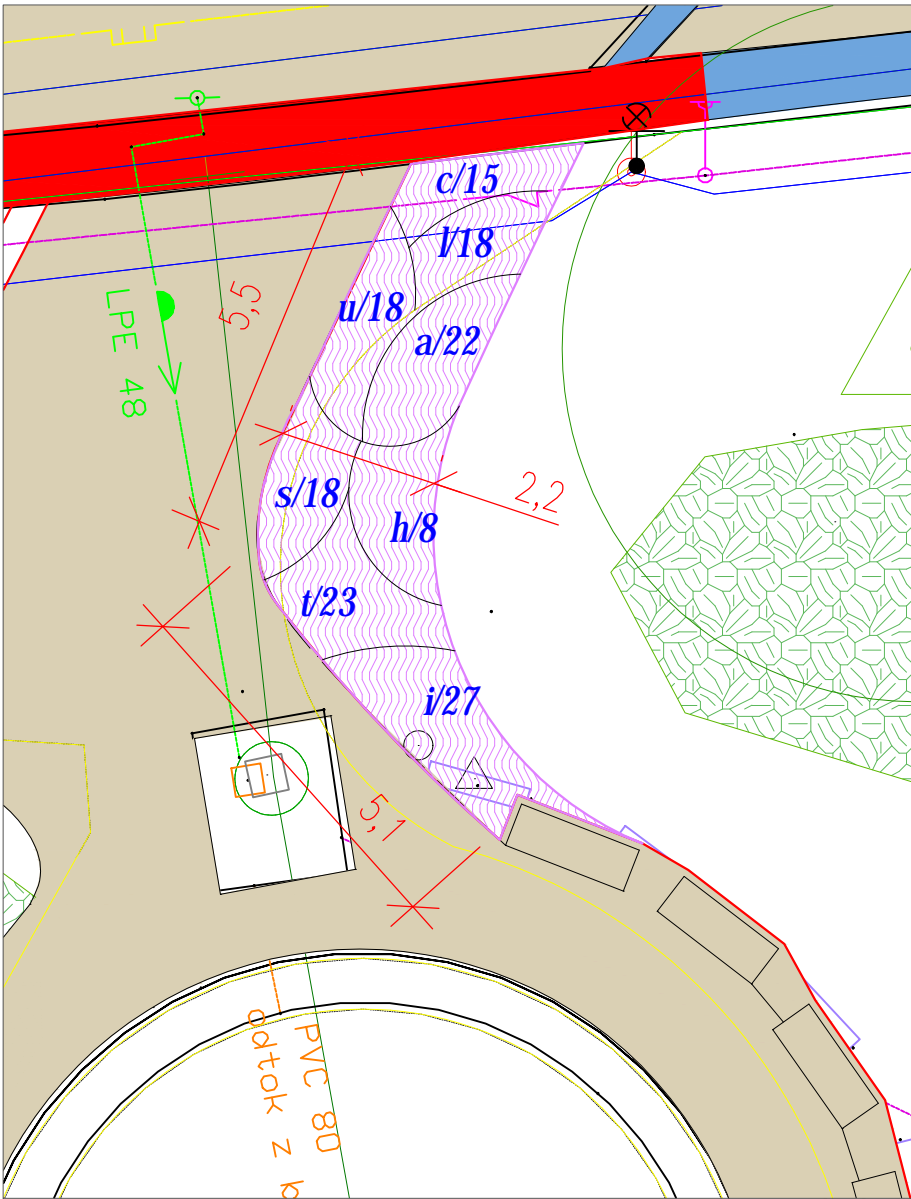 c/15
l/18
5,5
u/18
a/22
LPE 48
s/18
2,2
h/8
t/23
i/27
5,1
PVC 80
odtok z